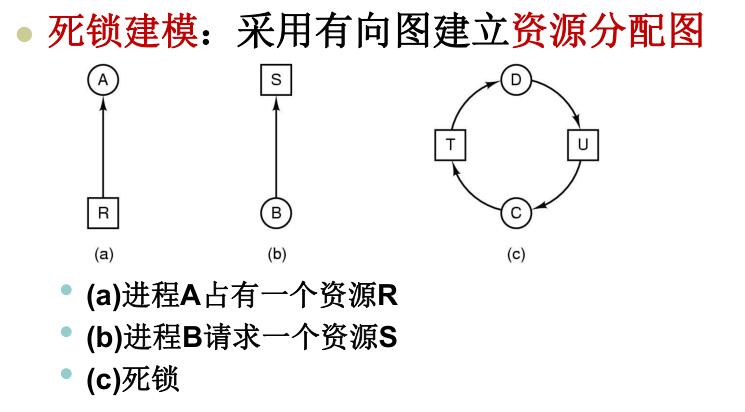 死锁建模：采用有向图建立资源分配图
A S D
T U
R B C
(a) (b) (c)
(a)进程A占有一个资源R
(b)进程B请求一个资源S
(c)死锁